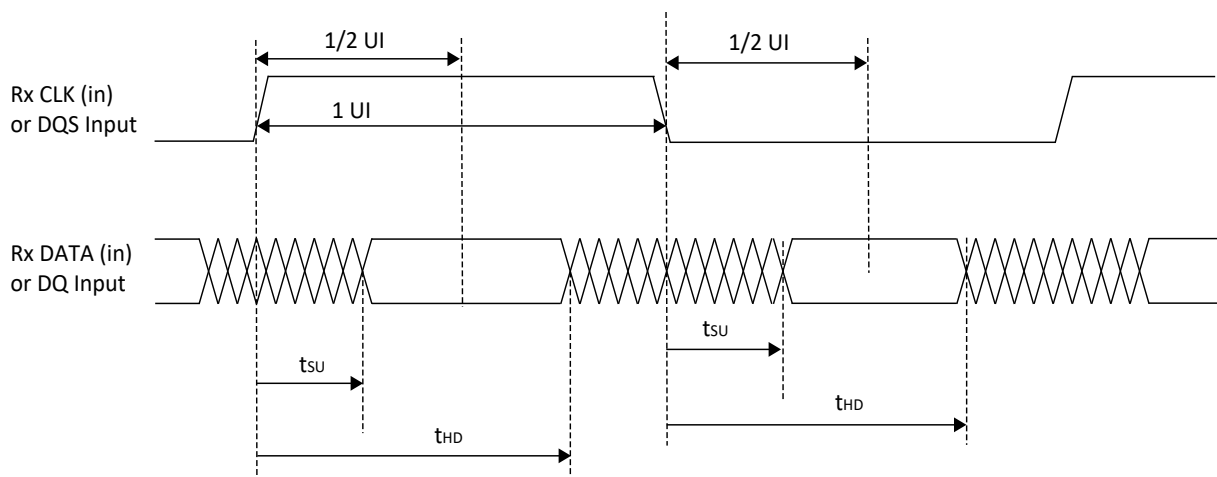 1/2 UI
1/2 UI
Rx CLK (in)
or DQS Input
1 UI
Rx DATA (in)
or DQ Input
tSU
tSU
tHD
tHD